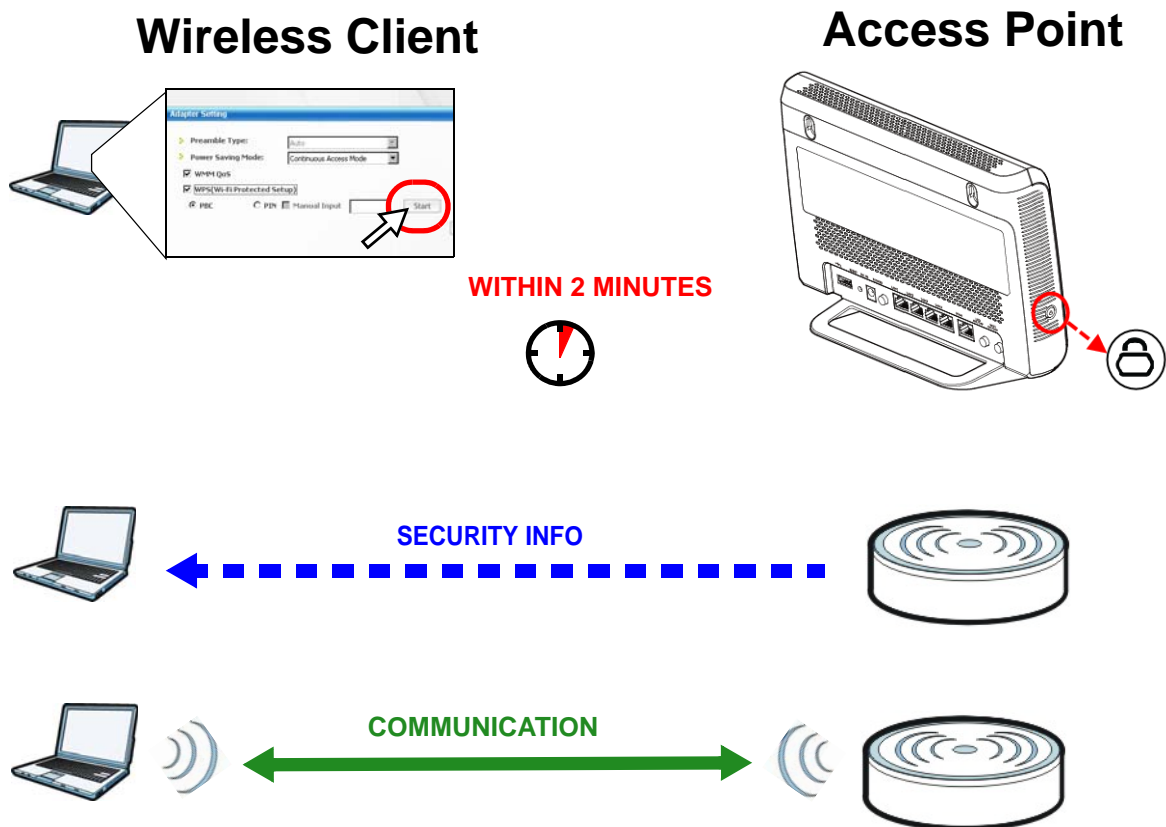 Wireless Client
Access Point
Adapter Setting
Preamble Type:
Auto
Power Saving Mode:
Continuous Access Mode
WMM QoS
WPS(Wi-Fi Protected Setup)
PBC
PIN
Manual Input
Start
WITHIN 2 MINUTES
SECURITY INFO
COMMUNICATION